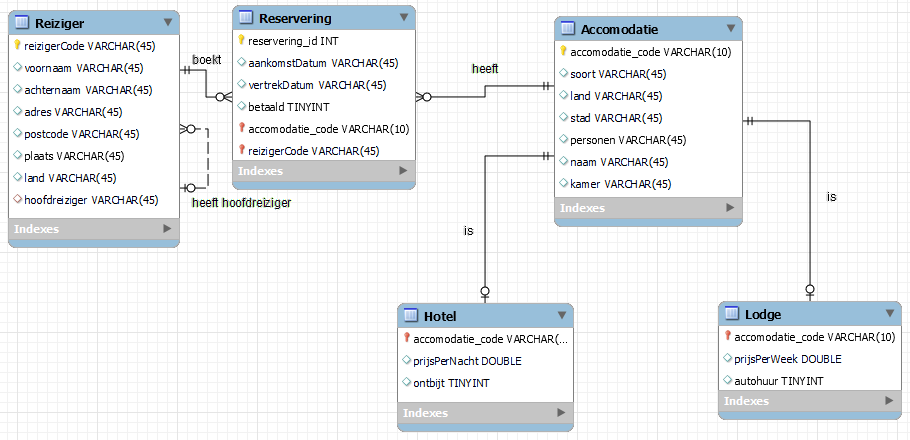 Reiziger
reizigerCode VARCHAR(45)
voornaam VARCHAR(45)
achternaam VARCHAR(45)
adres VARCHAR(45)
postcode VARCHAR(45)
plaats VARCHAR(45)
land VARCHAR(45)
hoofdreiziger VARCHAR(45)
Indexes
boekt
heeft hoofdreiziger
Reservering
reservering_id INT
aankomstDatum VARCHAR(45)
vertrekDatum VARCHAR(45)
betaald TINYINT
accomodatie_code VARCHAR(10)
reizigerCode VARCHAR(45)
Indexes
heeft
Accomodatie
accomodatie_code VARCHAR(10)
soort VARCHAR(45)
land VARCHAR(45)
stad VARCHAR(45)
personen VARCHAR(45)
naam VARCHAR(45)
kamer VARCHAR(45)
Indexes
is
is
Hotel
accomodatie_code VARCHAR(...
prijsPerNacht DOUBLE
ontbijt TINYINT
Indexes
Lodge
accomodatie_code VARCHAR(10)
prijsPerWeek DOUBLE
autohuur TINYINT
Indexes